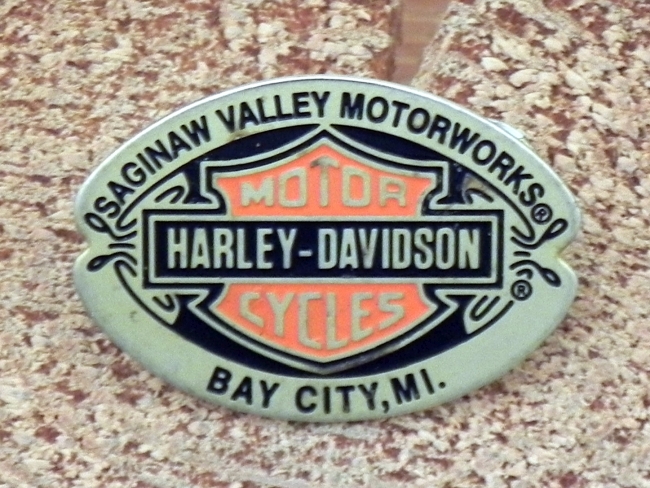 SAGINAW VALLEY MOTORWORKS®
MOTOR
HARLEY-DAVIDSON
CYCLES
®
BAY CITY, MI.